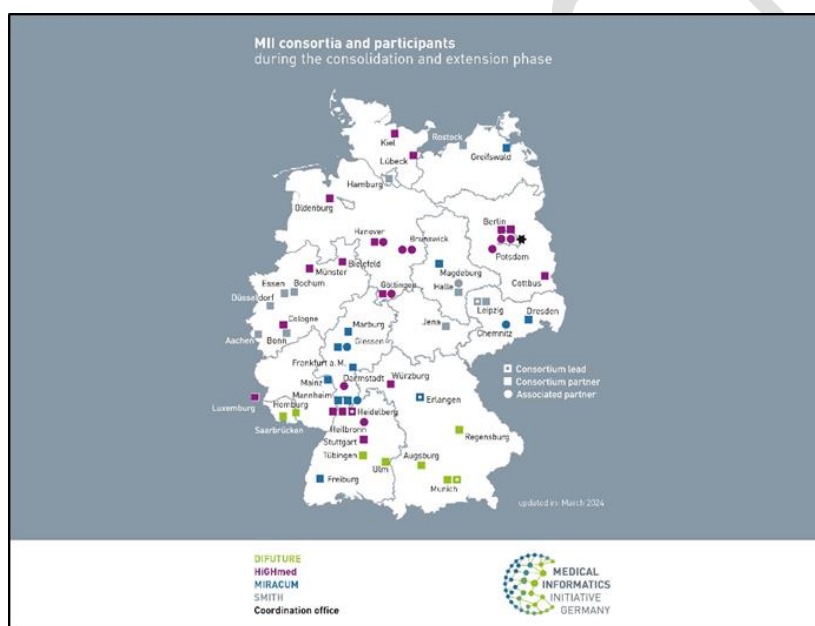 MII consortia and participants
during the consolidation and extension phase
Kiel
Rostock
Lübeck
Greifswald
Hamburg
Oldenburg
Berlin
Hanover
Brunswick
Potsdam
Bielefeld
Münster
Magdeburg
Cottbus
Essen
Bochum
Göttingen
Halle
Düsseldorf
Leipzig
Cologne
Marburg
Jena
Dresden
Aachen
Bonn
Giessen
Chemnitz
Frankfurt a. M.
Mainz
Darmstadt
Würzburg
Consortium lead
Consortium partner
Associated partner
Mannheim
Erlangen
Luxemburg
Homburg
Heidelberg
Saarbrücken
Heilbronn
Stuttgart
Regensburg
Tübingen
Augsburg
Ulm
Freiburg
Munich
updated in: March 2024
DIFUTURE
HiGHmed
MIRACUM
SMITH
Coordination office
MEDICAL
INFORMATICS
INITIATIVE
GERMANY